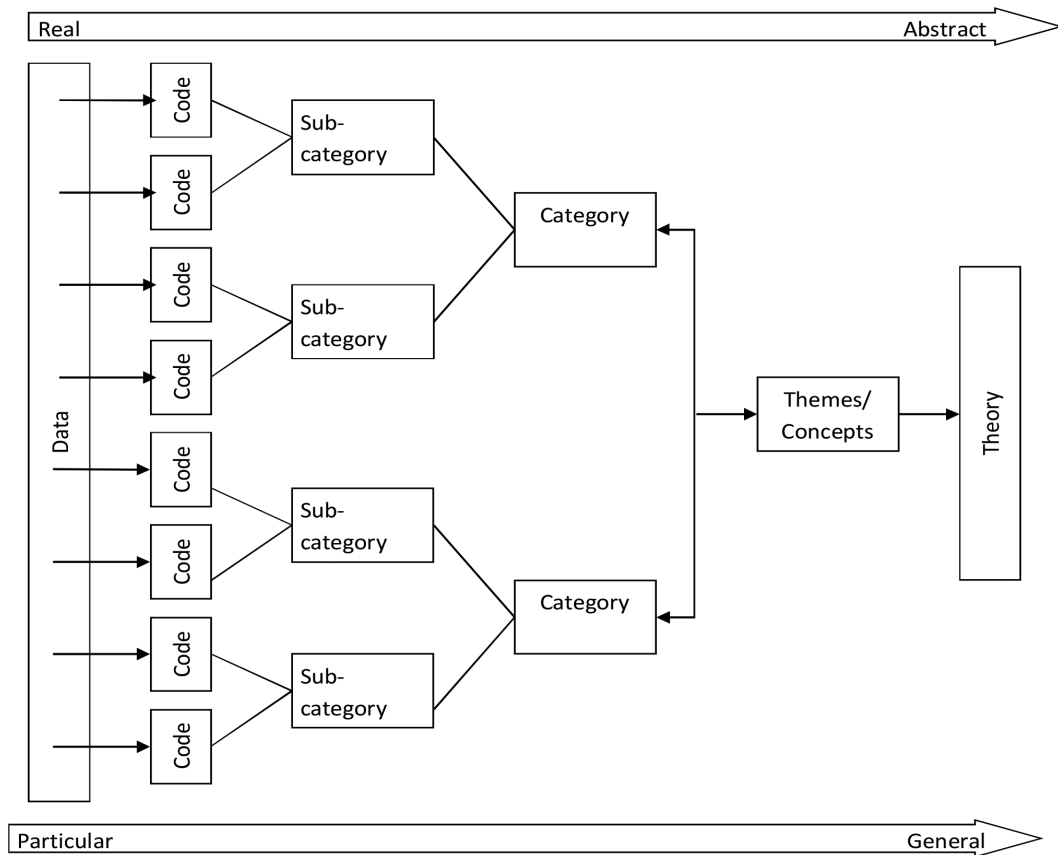 Real
Abstract
Data
Code
Code
Code
Code
Code
Code
Code
Code
Sub-
category
Sub-
category
Sub-
category
Sub-
category
Category
Category
Themes/
Concepts
Theory
Particular
General